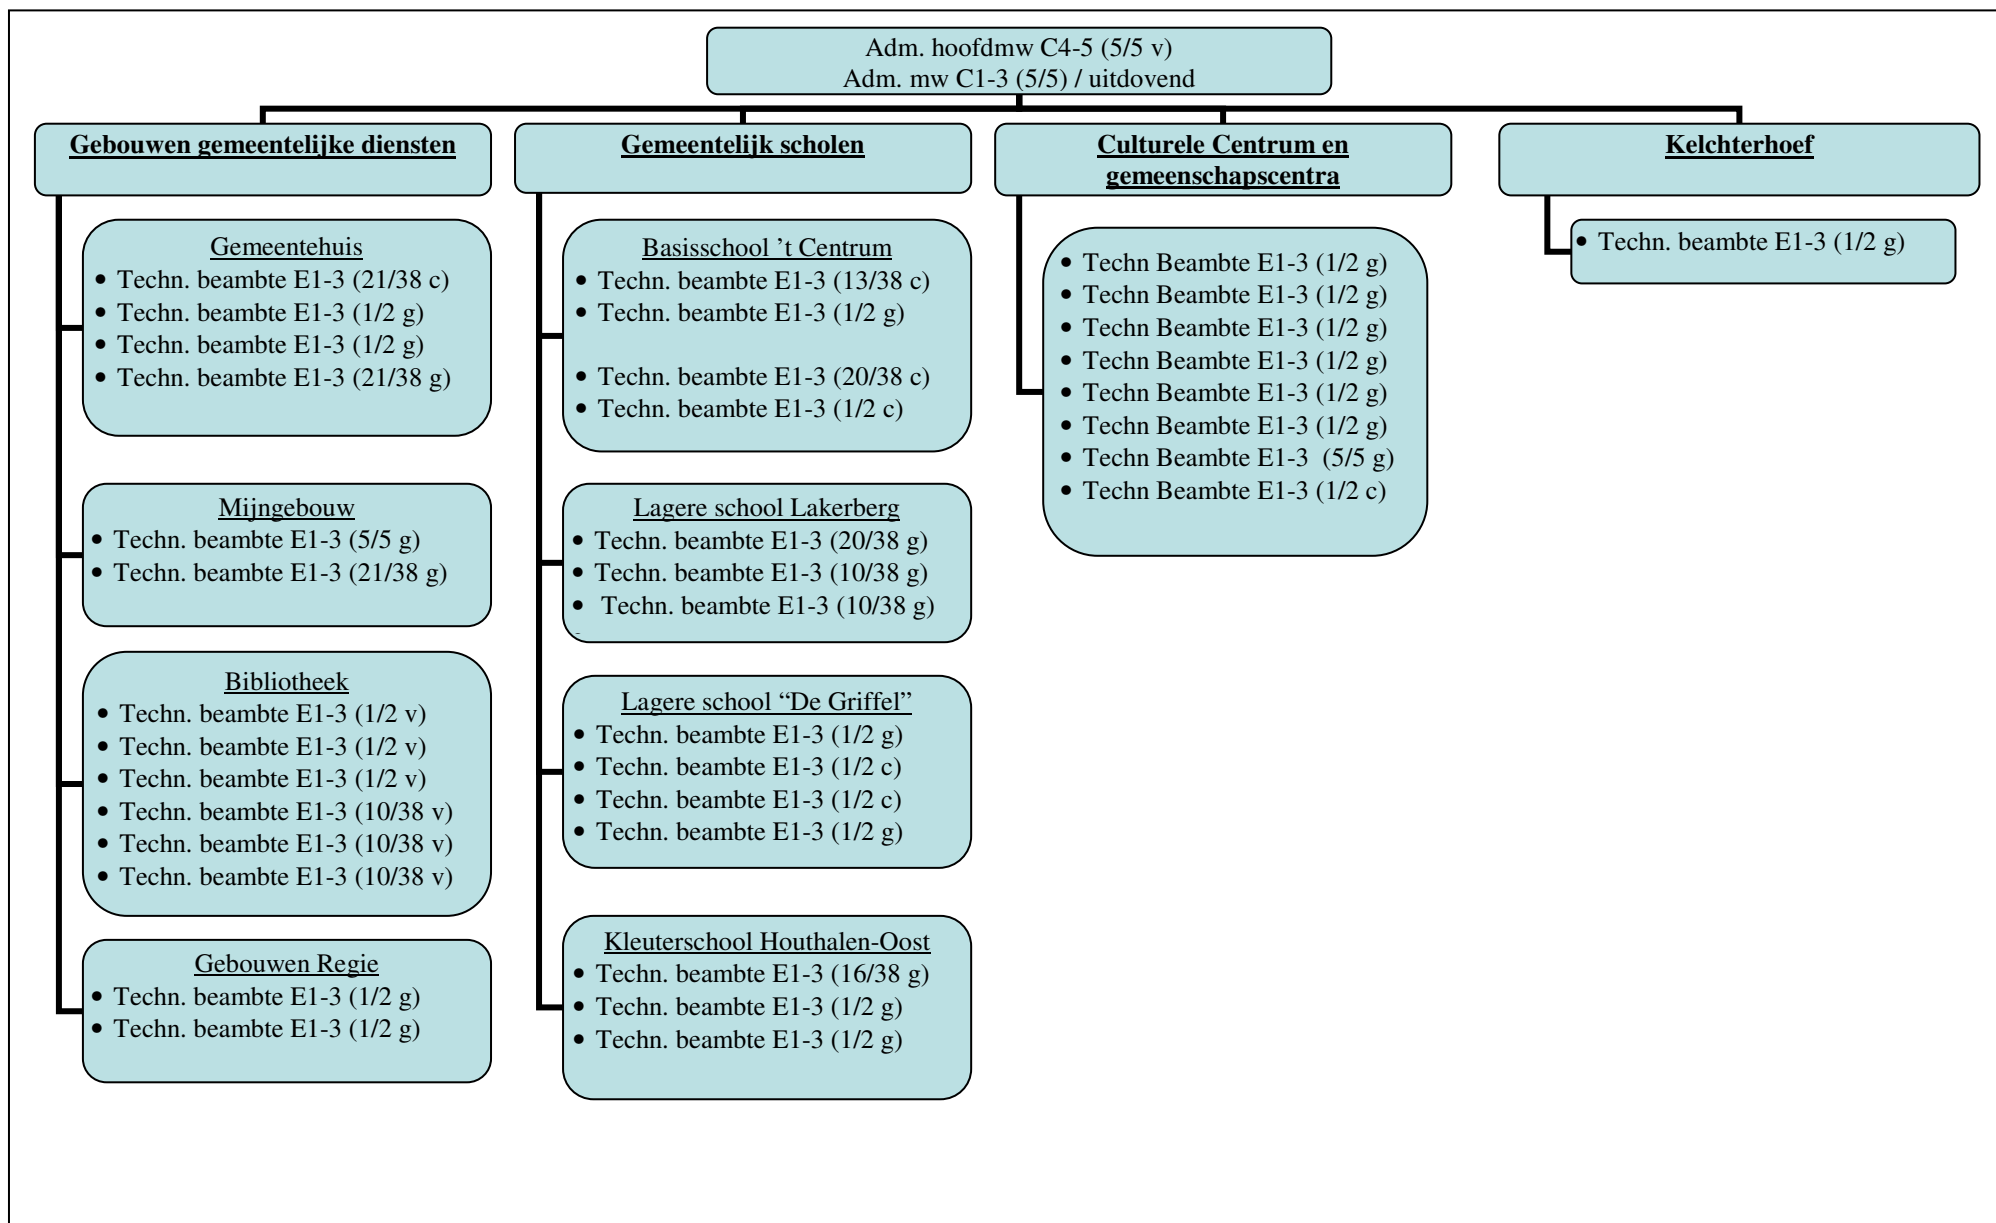 Adm. hoofdmw C4-5 (5/5 v)
Adm. mw C1-3 (5/5) / uitdovend
Gebouwen gemeentelijke diensten
Gemeentehuis
• Techn. beambte E1-3 (21/38 c)
• Techn. beambte E1-3 (1/2 g)
• Techn. beambte E1-3 (1/2 g)
• Techn. beambte E1-3 (21/38 g)
Mijngebouw
• Techn. beambte E1-3 (5/5 g)
• Techn. beambte E1-3 (21/38 g)
Bibliotheek
• Techn. beambte E1-3 (1/2 v)
• Techn. beambte E1-3 (1/2 v)
• Techn. beambte E1-3 (1/2 v)
• Techn. beambte E1-3 (10/38 v)
• Techn. beambte E1-3 (10/38 v)
• Techn. beambte E1-3 (10/38 v)
Gebouwen Regie
• Techn. beambte E1-3 (1/2 g)
• Techn. beambte E1-3 (1/2 g)
Gemeentelijk scholen
Basisschool ’t Centrum
• Techn. beambte E1-3 (13/38 c)
• Techn. beambte E1-3 (1/2 g)
• Techn. beambte E1-3 (20/38 c)
• Techn. beambte E1-3 (1/2 c)
Lagere school Lakerberg
• Techn. beambte E1-3 (20/38 g)
• Techn. beambte E1-3 (10/38 g)
• Techn. beambte E1-3 (10/38 g)
Lagere school “De Griffel”
• Techn. beambte E1-3 (1/2 g)
• Techn. beambte E1-3 (1/2 c)
• Techn. beambte E1-3 (1/2 c)
• Techn. beambte E1-3 (1/2 g)
Kleuterschool Houthalen-Oost
• Techn. beambte E1-3 (16/38 g)
• Techn. beambte E1-3 (1/2 g)
• Techn. beambte E1-3 (1/2 g)
Culturele Centrum en
gemeenschapscentra
• Techn Beambte E1-3 (1/2 g)
• Techn Beambte E1-3 (1/2 g)
• Techn Beambte E1-3 (1/2 g)
• Techn Beambte E1-3 (1/2 g)
• Techn Beambte E1-3 (1/2 g)
• Techn Beambte E1-3 (1/2 g)
• Techn Beambte E1-3 (5/5 g)
• Techn Beambte E1-3 (1/2 c)
Kelchterhoef
• Techn. beambte E1-3 (1/2 g)